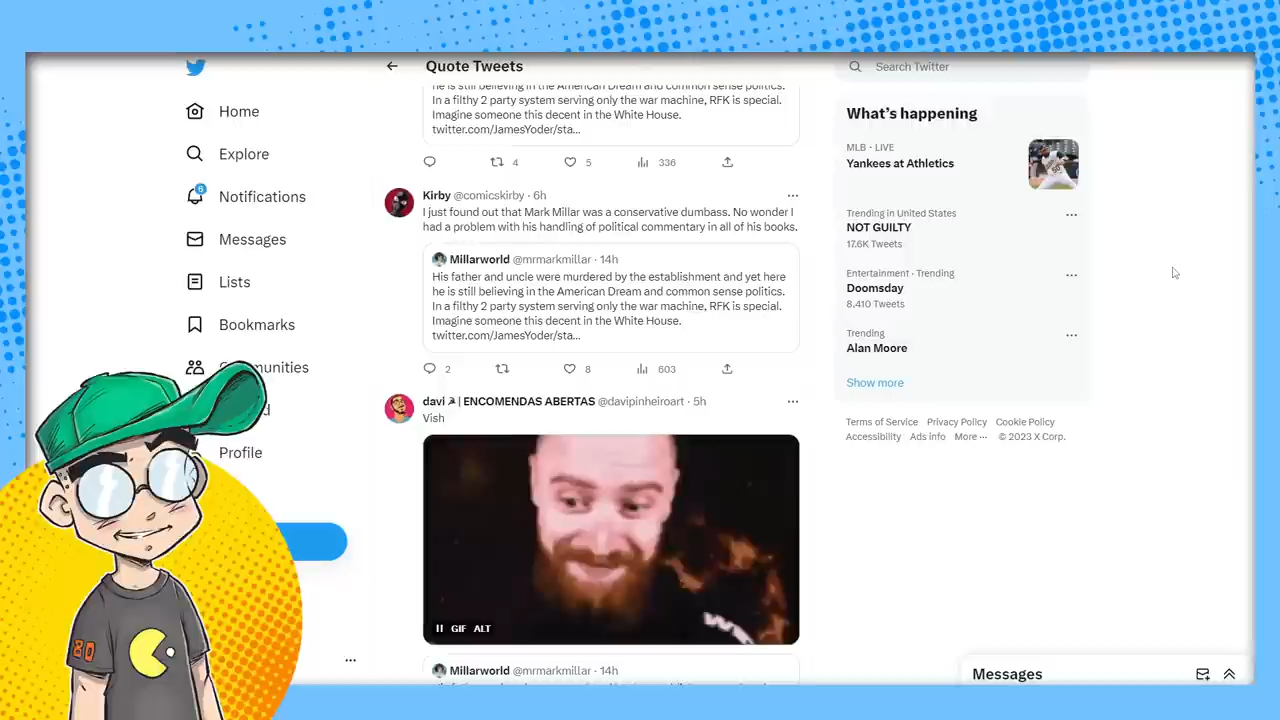 Home
Explore
6
Notifications
Messages
Lists
Bookmarks
Profile
80
Quote Tweets
he is still believing in the American Dream and common sense politics.
In a filthy 2 party system serving only the war machine, RFK is special.
Imagine someone this decent in the White House.
twitter.com/JamesYoder/sta...
4 5 336
Kirby @comicskirby · 6h
I just found out that Mark Millar was a conservative dumbass. No wonder I
had a problem with his handling of political commentary in all of his books.
Millarworld @mrmarkmillar · 14h
His father and uncle were murdered by the establishment and yet here
he is still believing in the American Dream and common sense politics.
In a filthy 2 party system serving only the war machine, RFK is special.
Imagine someone this decent in the White House.
twitter.com/JamesYoder/sta...
2 8 603
davi | ENCOMENDAS ABERTAS @davipinheiroart · 5h
Vish
GIF ALT
Millarworld @mrmarkmillar · 14h
Search Twitter
What's happening
MLB · LIVE
Yankees at Athletics
Trending in United States
NOT GUILTY
17.6K Tweets
Entertainment · Trending
Doomsday
8,410 Tweets
Trending
Alan Moore
Show more
Terms of Service Privacy Policy Cookie Policy
Accessibility Ads info More ··· © 2023 X Corp.
Messages